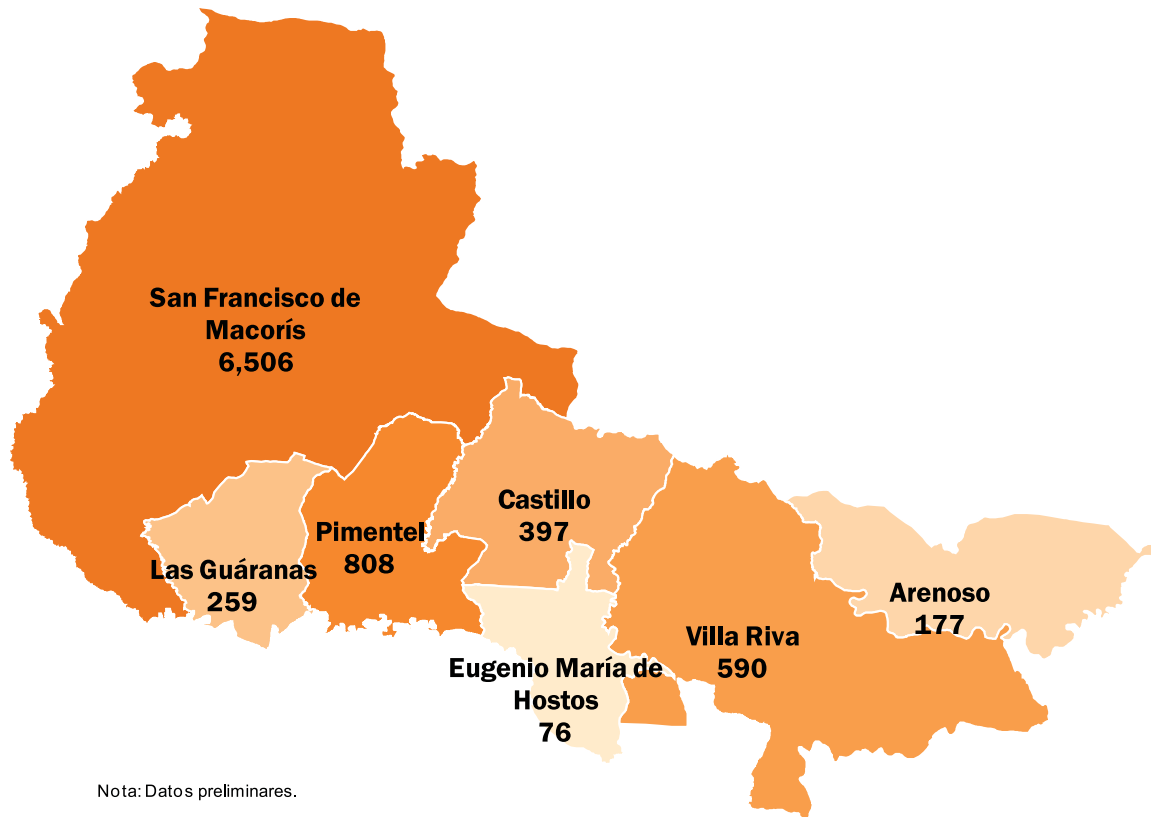 San Francisco de
Macorís
6,506
Castillo
397
Pimentel
808
Las Guáranas
259
Arenoso
177
Villa Riva
590
Eugenio María de
Hostos
76
Nota: Datos preliminares.